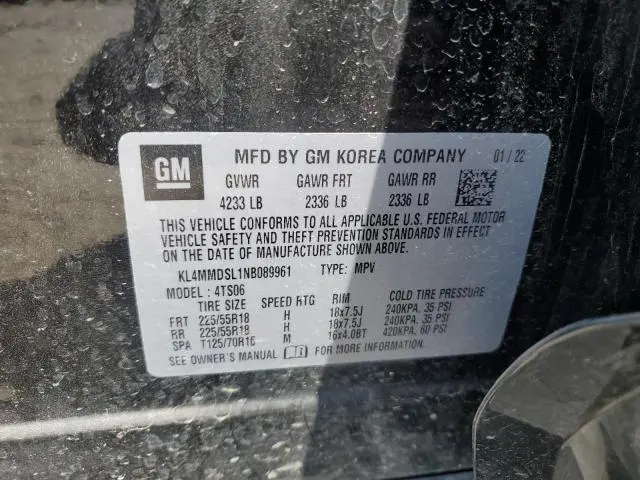 GM MFD BY GM KOREA COMPANY 01 / 22
GVWR GAWR FRT GAWR RR
4233 LB 2336 LB 2336 LB
THIS VEHICLE CONFORMS TO ALL APPLICABLE U.S. FEDERAL MOTOR
VEHICLE SAFETY AND THEFT PREVENTION STANDARDS IN EFFECT
ON THE DATE OF MANUFACTURE SHOWN ABOVE.
KL4MMDSL1NB089961 TYPE: MPV
MODEL : 4TS06
TIRE SIZE SPEED RTG RIM COLD TIRE PRESSURE
FRT 225/55R18 H 18x7.5J 240KPA, 35 PSI
RR 225/55R18 H 18x7.5J 240KPA, 35 PSI
SPA T125/70R16 M 16x4.0BT 420KPA, 60 PSI
SEE OWNER'S MANUAL FOR MORE INFORMATION.